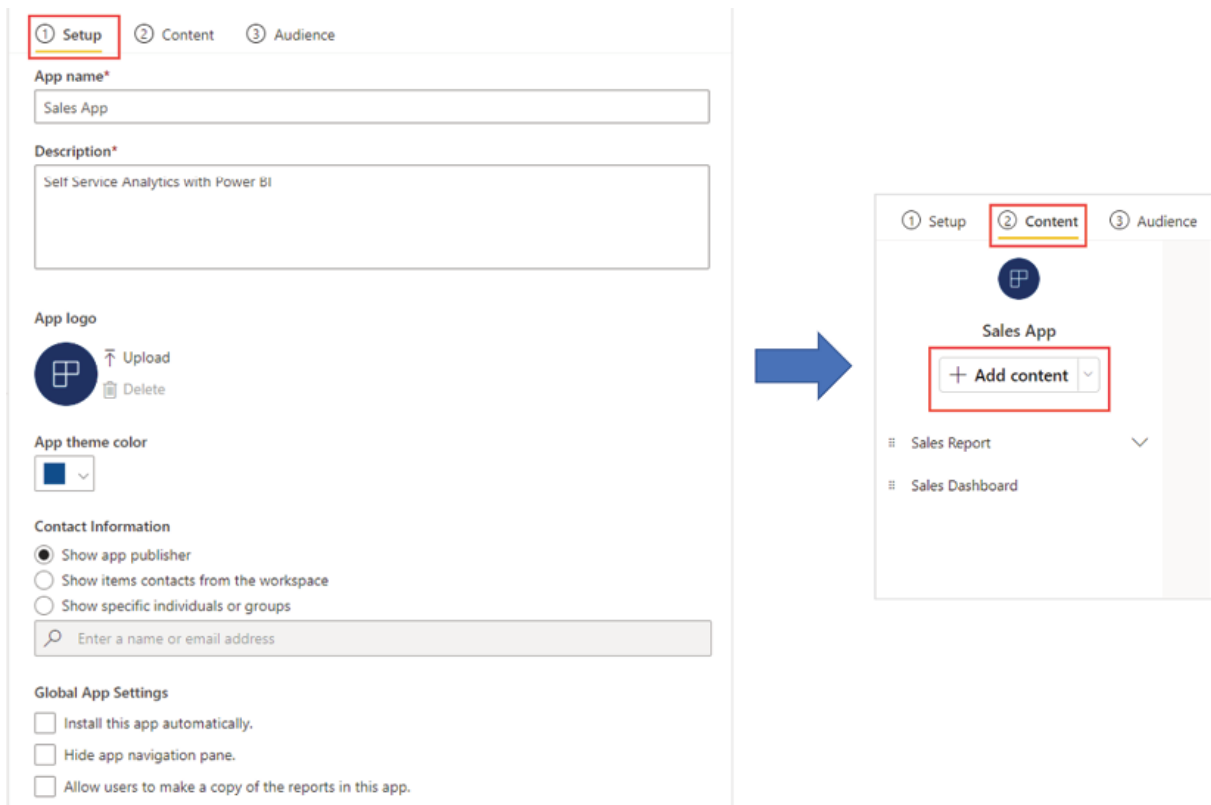 1 Setup 2 Content 3 Audience
App name*
Sales App
Description*
Self Service Analytics with Power BI
App logo
Upload
Delete
App theme color
Contact Information
Show app publisher
Show items contacts from the workspace
Show specific individuals or groups
Enter a name or email address
Global App Settings
Install this app automatically.
Hide app navigation pane.
Allow users to make a copy of the reports in this app.
1 Setup 2 Content 3 Audience
Sales App
+ Add content
Sales Report
Sales Dashboard